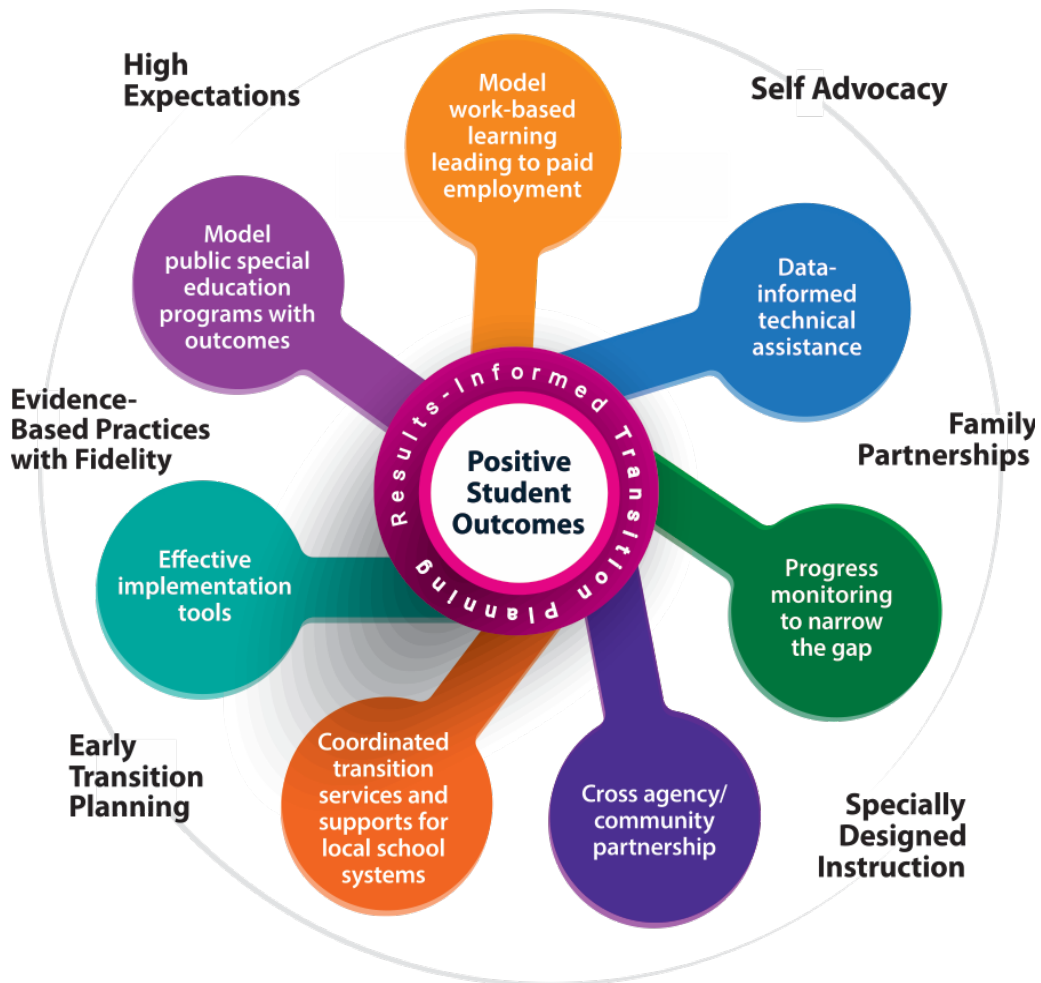 High
Expectations
Model
work-based
learning
leading to paid
employment
Self Advocacy
Model
public special
education
programs with
outcomes
Data-
informed
technical
assistance
Evidence-
Based Practices
with Fidelity
Family
Partnerships
Results-Informed Transition Planning
Positive
Student
Outcomes
Effective
implementation
tools
Progress
monitoring
to narrow
the gap
Early
Transition
Planning
Coordinated
transition
services and
supports for
local school
systems
Cross agency/
community
partnership
Specially
Designed
Instruction